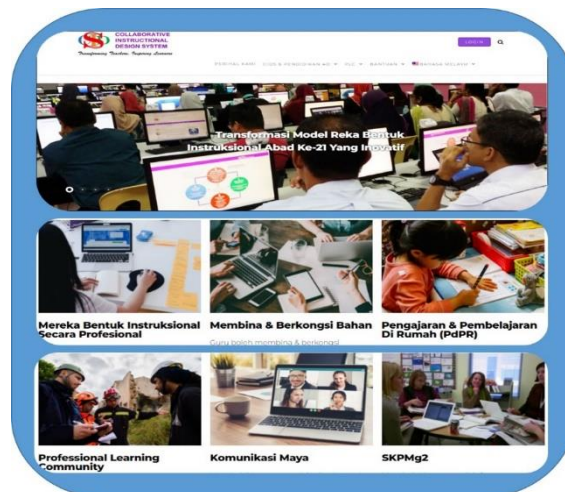 COLLABORATIVE
INSTRUCTIONAL
DESIGN SYSTEM
Transforming Teachers, Inspiring Learners
LOGIN
BAHASA MELAYU
Transformasi Model Reka Bentuk
Instruksional Abad Ke-21 Yang Inovatif
Mereka Bentuk Instruksional
Secara Profesional
Membina & Berkongsi Bahan
Guru boleh membina & berkongsi
Pengajaran & Pembelajaran
Di Rumah (PdPR)
Professional Learning
Community
Komunikasi Maya
SKPMg2